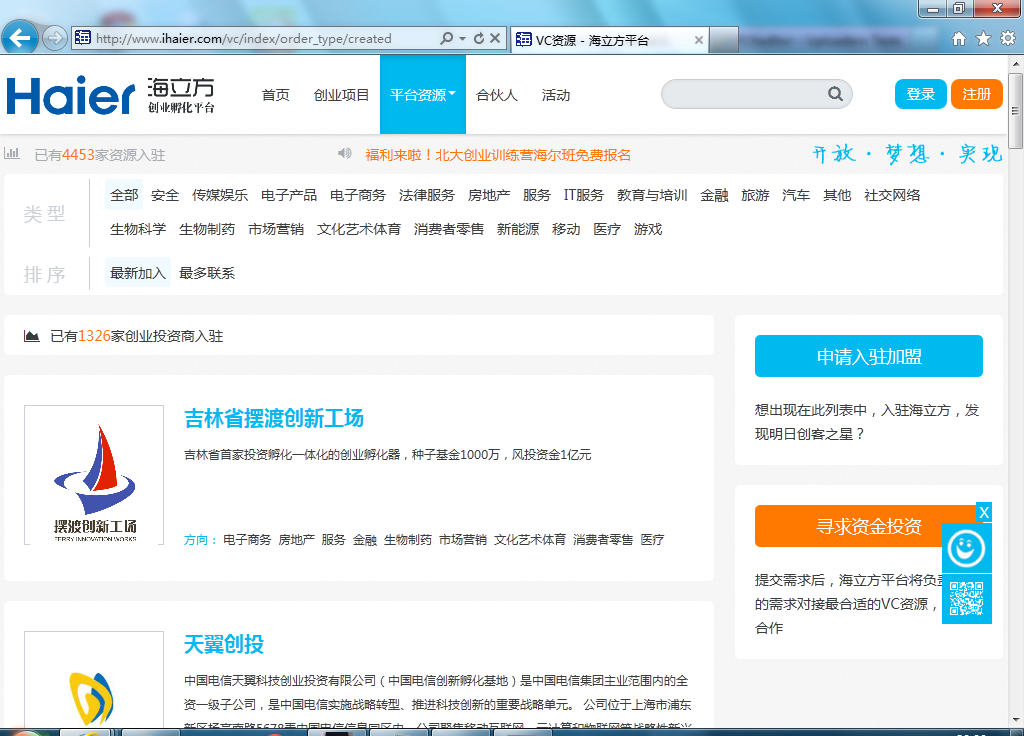 http://www.ihaier.com/vc/index/order_type/created
VC资源 - 海立方平台
Haier 海立方
创业孵化平台
首页 创业项目 平台资源 合伙人 活动
登录 注册
已有4453家资源入驻
福利来啦！北大创业训练营海尔班免费报名
开放 · 梦想 · 实现
类型
全部 安全 传媒娱乐 电子产品 电子商务 法律服务 房地产 服务 IT服务 教育与培训 金融 旅游 汽车 其他 社交网络
生物科学 生物制药 市场营销 文化艺术体育 消费者零售 新能源 移动 医疗 游戏
排序
最新加入 最多联系
已有1326家创业投资商入驻
吉林省摆渡创新工场
吉林省首家投资孵化一体化的创业孵化器，种子基金1000万，风投资金1亿元
摆渡创新工场
FERRY INNOVATION WORKS
方向： 电子商务 房地产 服务 金融 生物制药 市场营销 文化艺术体育 消费者零售 医疗
天翼创投
中国电信天翼科技创业投资有限公司（中国电信创新孵化基地）是中国电信集团主业范围内的全
资一级子公司，是中国电信实施战略转型、推进科技创新的重要战略单元。 公司位于上海市浦东
申请入驻加盟
想出现在此列表中，入驻海立方，发
现明日创客之星？
寻求资金投资
X
提交需求后，海立方平台将负
的需求对接最合适的VC资源，
合作